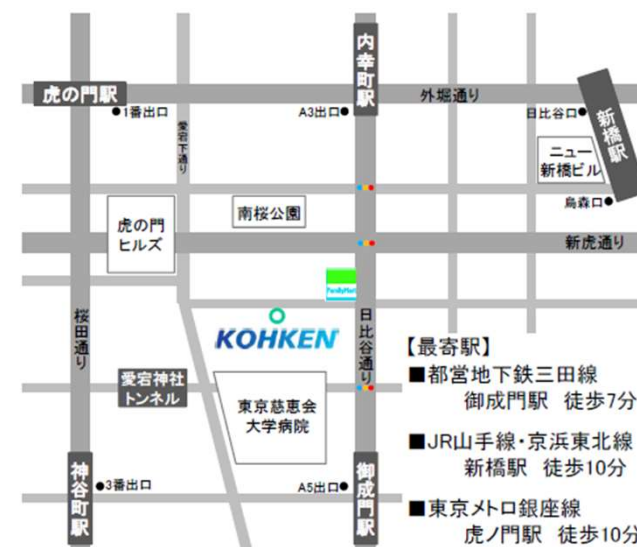 内幸町駅
虎の門駅
外堀通り
●1番出口
A3出口●
日比谷口●
新橋駅
愛宕下通り
ニュー
新橋ビル
烏森口●
虎の門
ヒルズ
南桜公園
新虎通り
FamilyMart
桜田通り
KOHKEN
日比谷通り
愛宕神社
トンネル
東京慈恵会
大学病院
神谷町駅
●3番出口
A5出口●
御成門駅
【最寄駅】
■都営地下鉄三田線
御成門駅 徒歩7分
■JR山手線・京浜東北線
新橋駅 徒歩10分
■東京メトロ銀座線
虎ノ門駅 徒歩10分